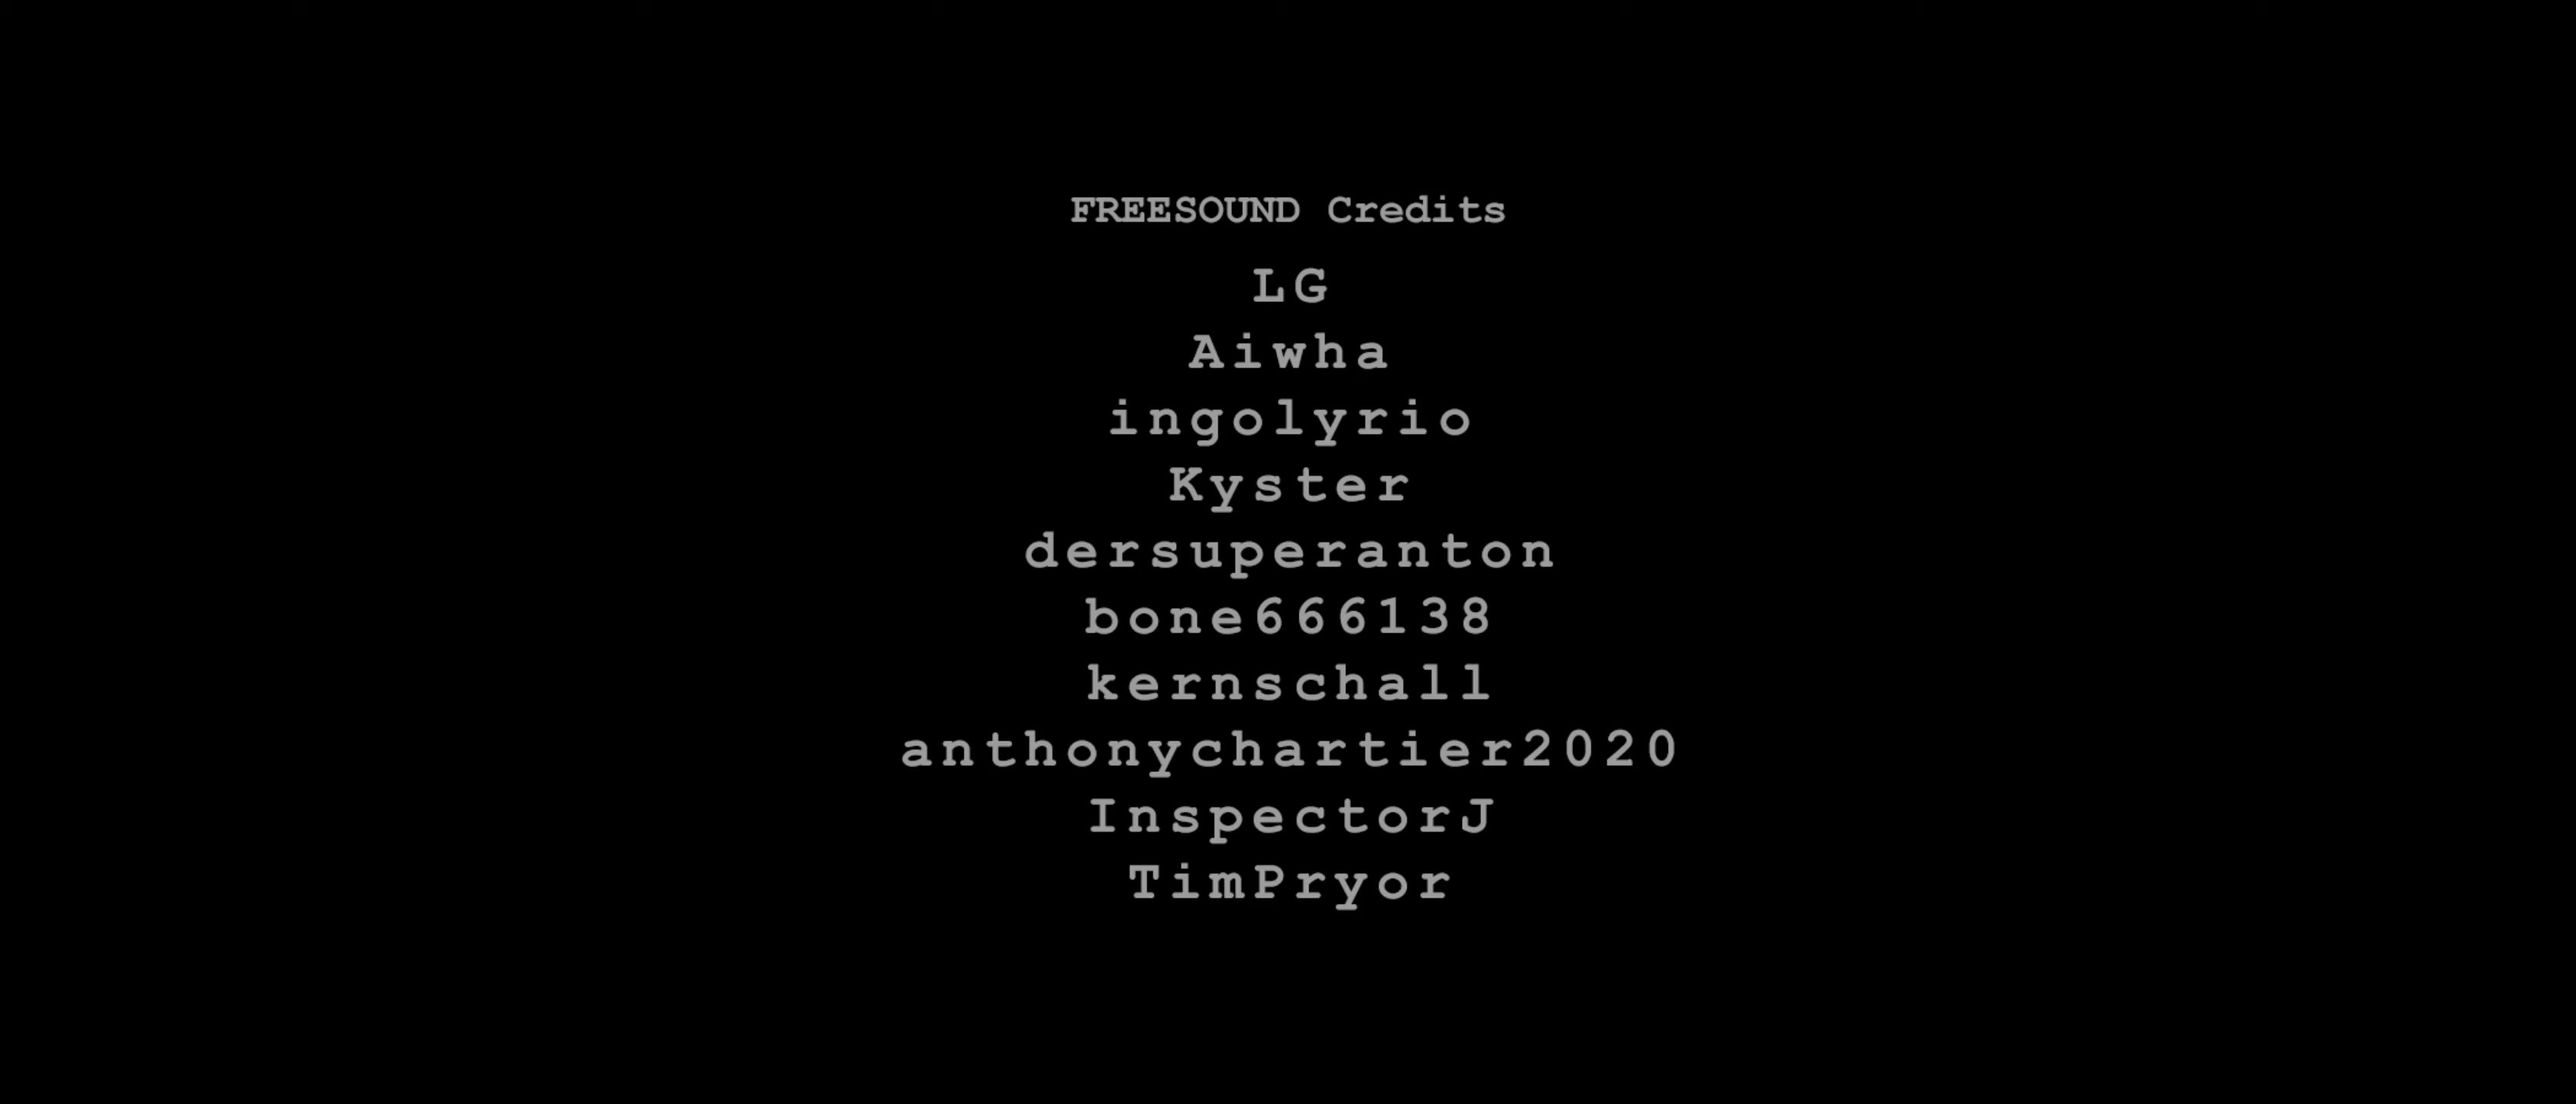 FREESOUND Credits
LG
Aiwha
ingolyrio
Kyster
dersuperanton
bone666138
kernschall
anthonychartier2020
InspectorJ
TimPryor